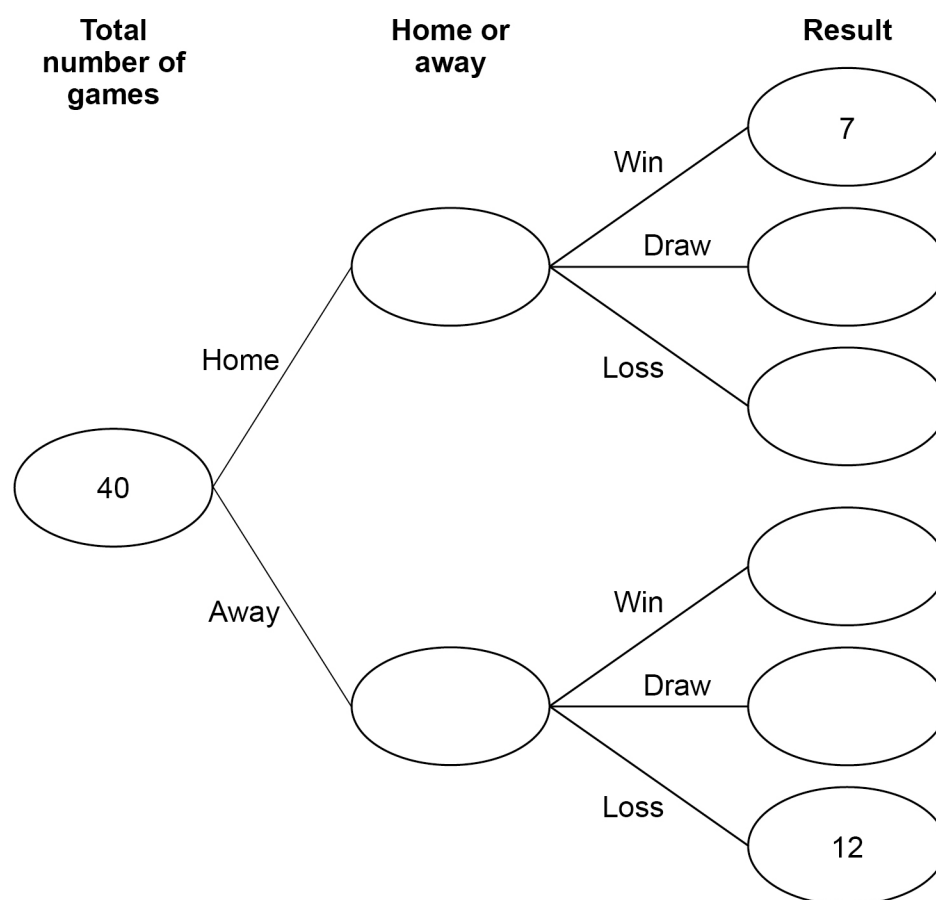 Total
number of
games
Home or
away
Result
Win
7
Draw
Loss
Home
40
Away
Win
Draw
Loss
12